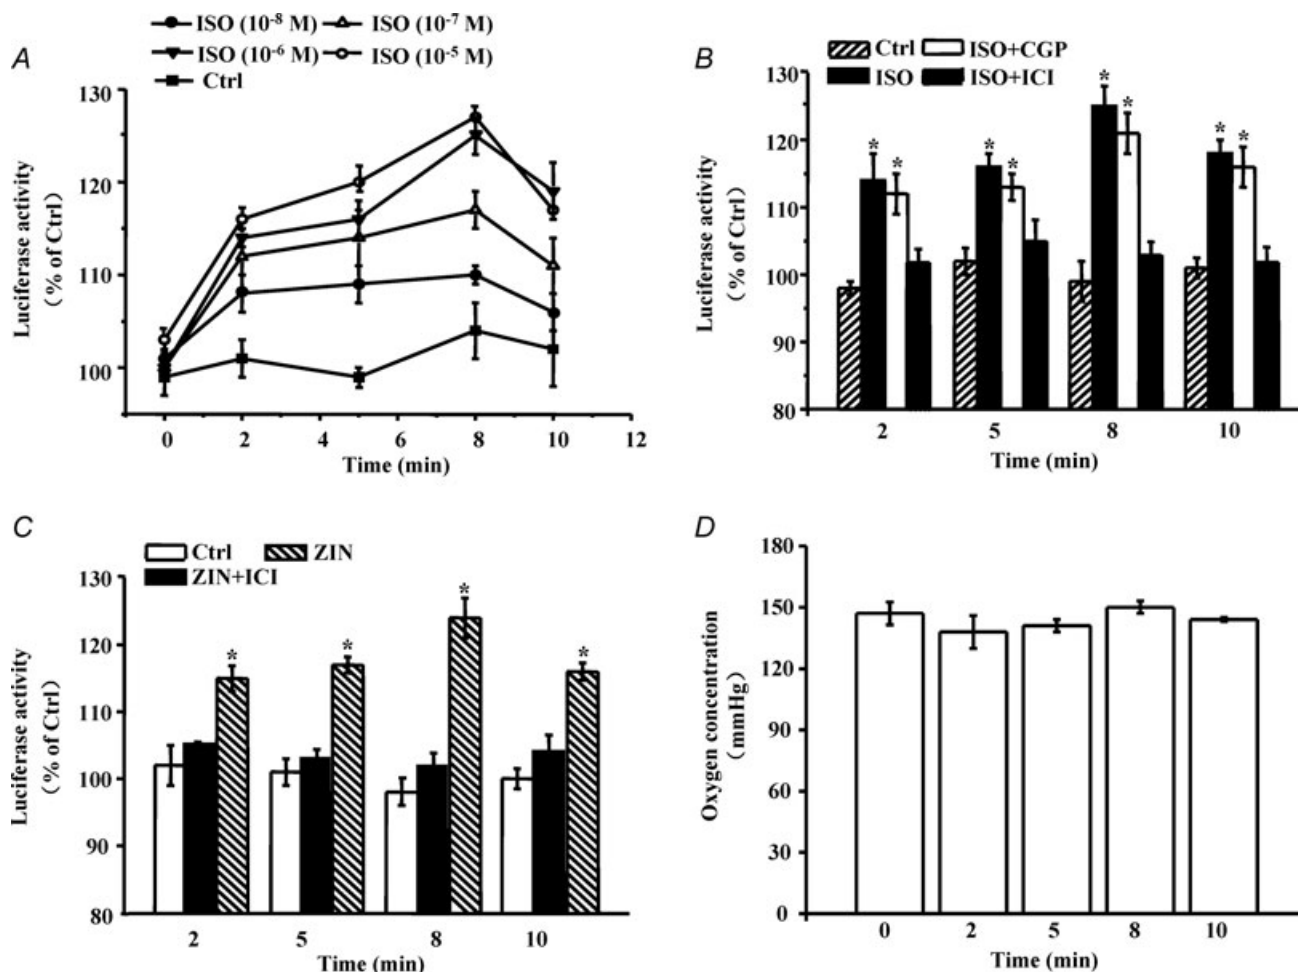 A
ISO (10-8 M) ISO (10-7 M)
ISO (10-6 M) ISO (10-5 M)
Ctrl
Luciferase activity
(% of Ctrl)
130
120
110
100
0 2 4 6 8 10 12
Time (min)
B
Ctrl ISO+CGP
ISO ISO+ICI
Luciferase activity
(% of Ctrl)
130
120
110
100
90
80
* * * * * * * *
2 5 8 10
Time (min)
C
Ctrl ZIN
ZIN+ICI
Luciferase activity
(% of Ctrl)
130
120
110
100
90
80
* * * *
2 5 8 10
Time (min)
D
Oxygen concentration
(mmHg)
180
150
120
90
60
30
0
0 2 5 8 10
Time (min)